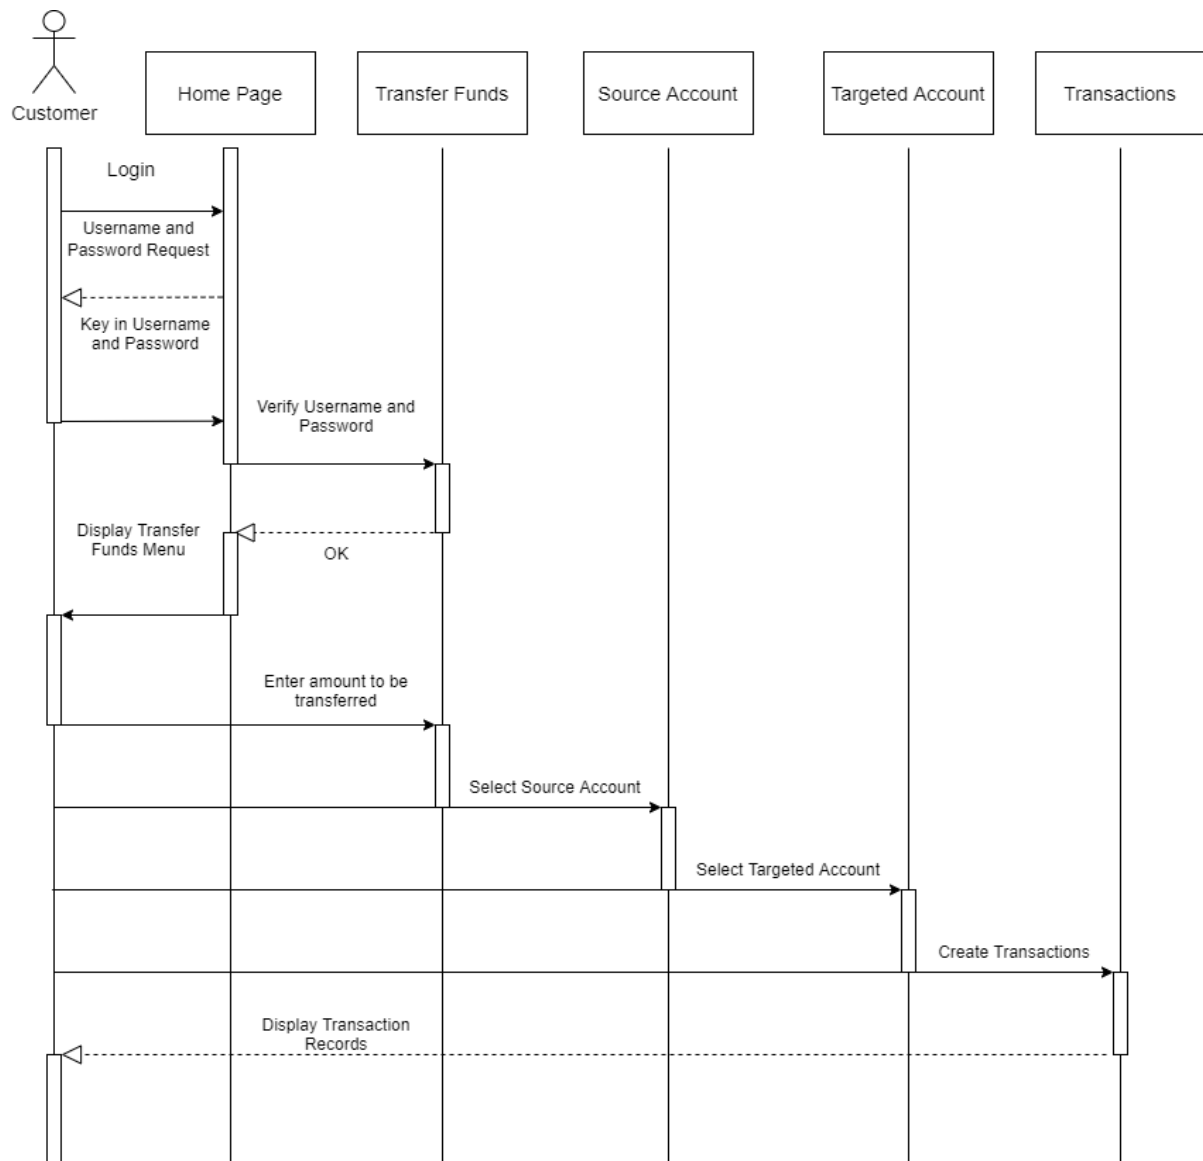 Customer
Home Page
Transfer Funds
Source Account
Targeted Account
Transactions
Login
Username and
Password Request
Key in Username
and Password
Verify Username and
Password
Display Transfer
Funds Menu
OK
Enter amount to be
transferred
Select Source Account
Select Targeted Account
Create Transactions
Display Transaction
Records